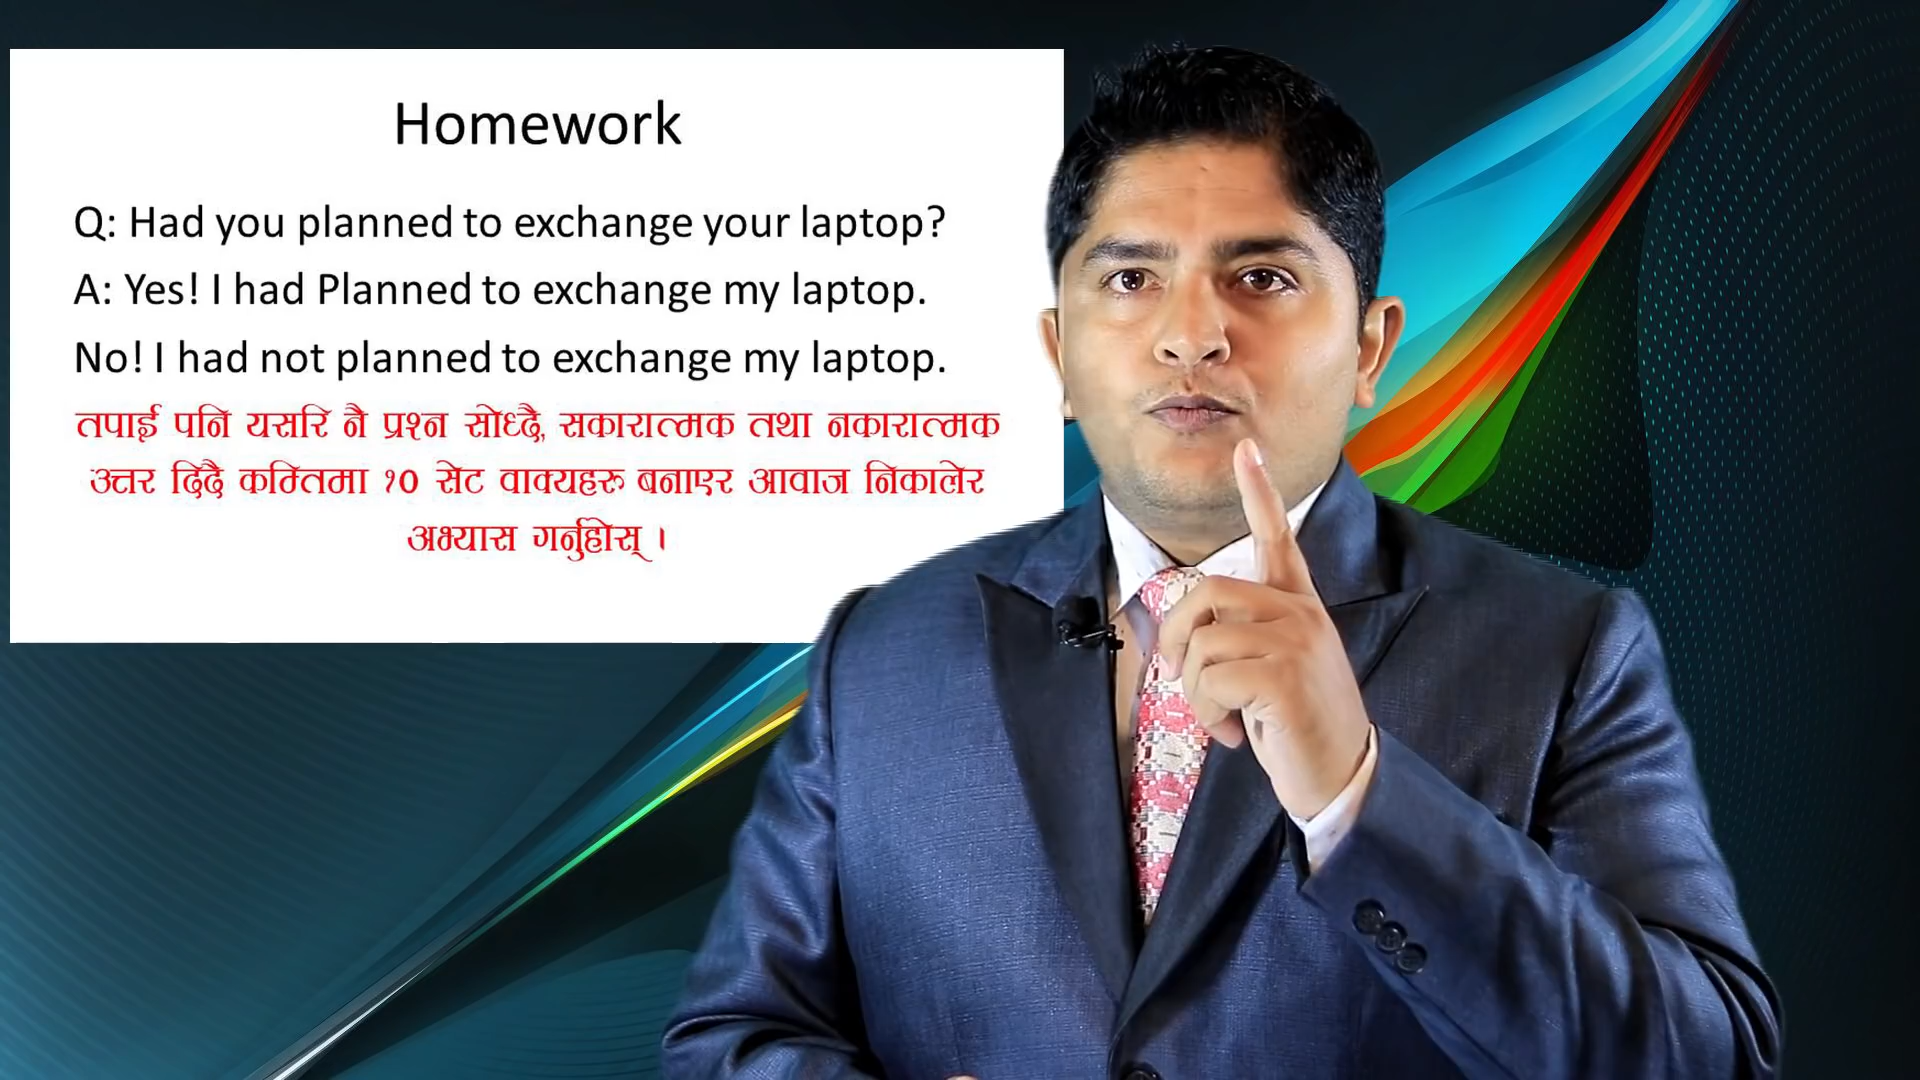 Homework
Q: Had you planned to exchange your laptop?
A: Yes! I had Planned to exchange my laptop.
No! I had not planned to exchange my laptop.
तपाई पनि यसरि नै प्रश्न सोध्दै, सकारात्मक तथा नकारात्मक
उत्तर दिदै कम्तिमा १० सेट वाक्यहरु बनाएर आवाज निकालेर
अभ्यास गर्नुहोस् ।